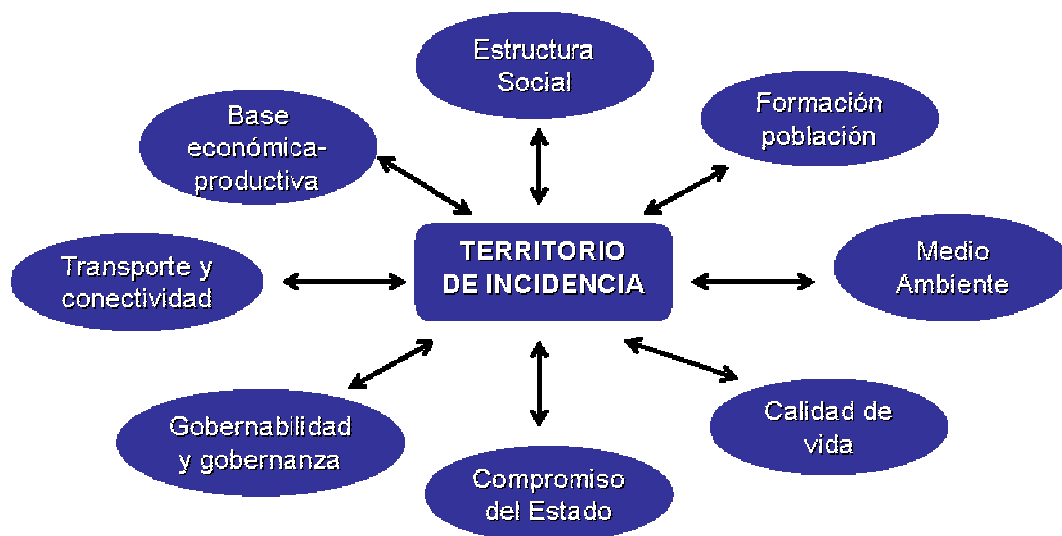 Estructura
Social
Formación
población
Base
económica-
productiva
TERRITORIO
DE INCIDENCIA
Medio
Ambiente
Transporte y
conectividad
Calidad de
vida
Gobernabilidad
y gobernanza
Compromiso
del Estado